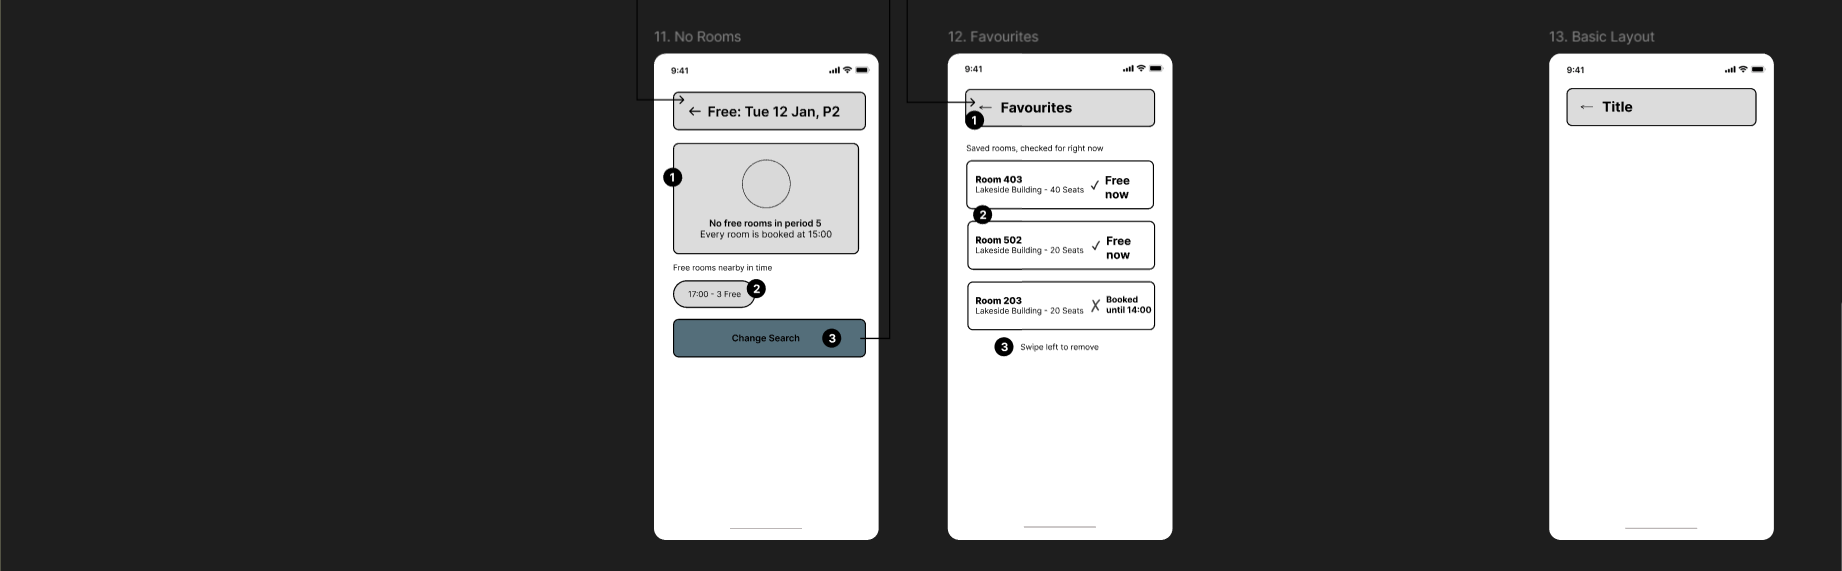 11. No Rooms
9:41
← Free: Tue 12 Jan, P2
1
No free rooms in period 5
Every room is booked at 15:00
Free rooms nearby in time
17:00 - 3 Free
2
Change Search
3
12. Favourites
9:41
← Favourites
1
Saved rooms, checked for right now
Room 403
Lakeside Building - 40 Seats
✓ Free
now
2
Room 502
Lakeside Building - 20 Seats
✓ Free
now
Room 203
Lakeside Building - 20 Seats
X Booked
until 14:00
3 Swipe left to remove
13. Basic Layout
9:41
← Title